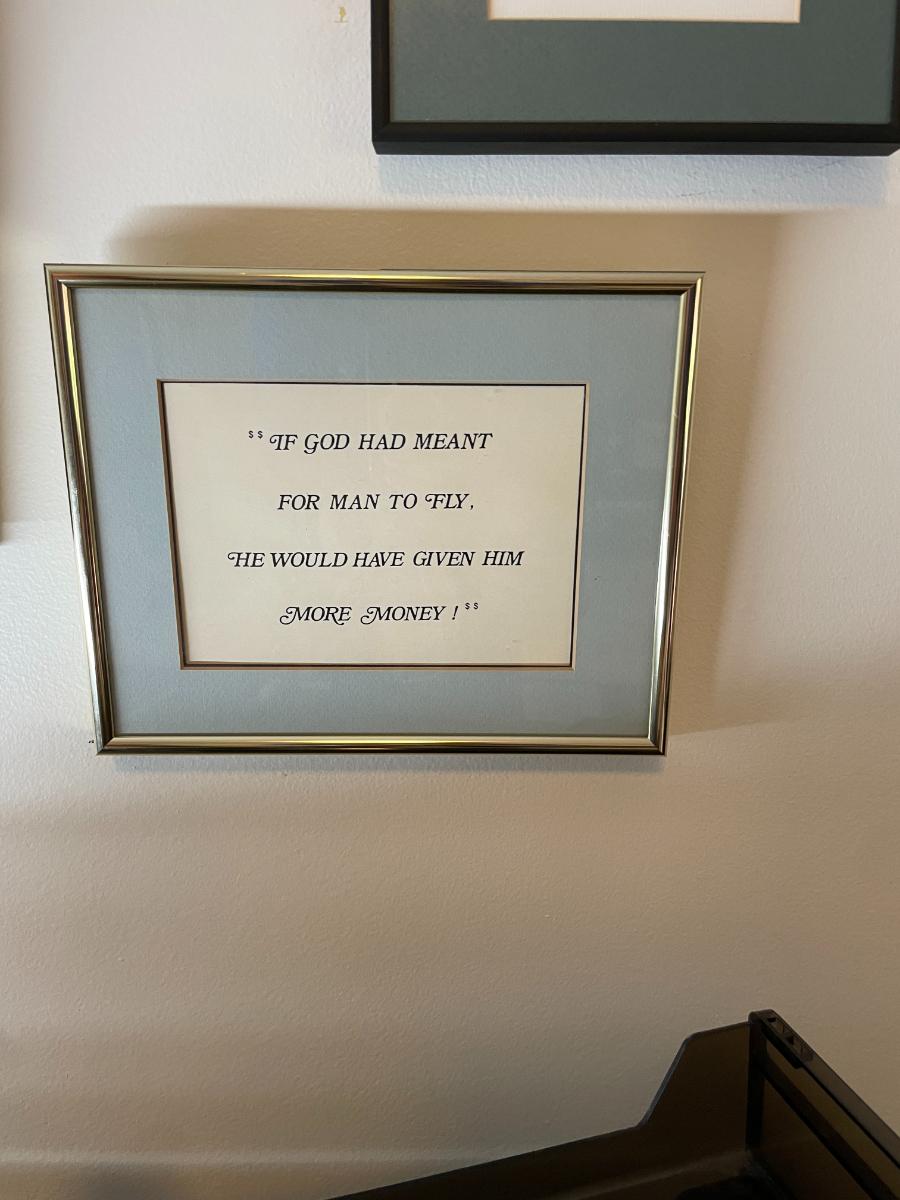 $$ IF GOD HAD MEANT
FOR MAN TO FLY,
HE WOULD HAVE GIVEN HIM
MORE MONEY ! $$